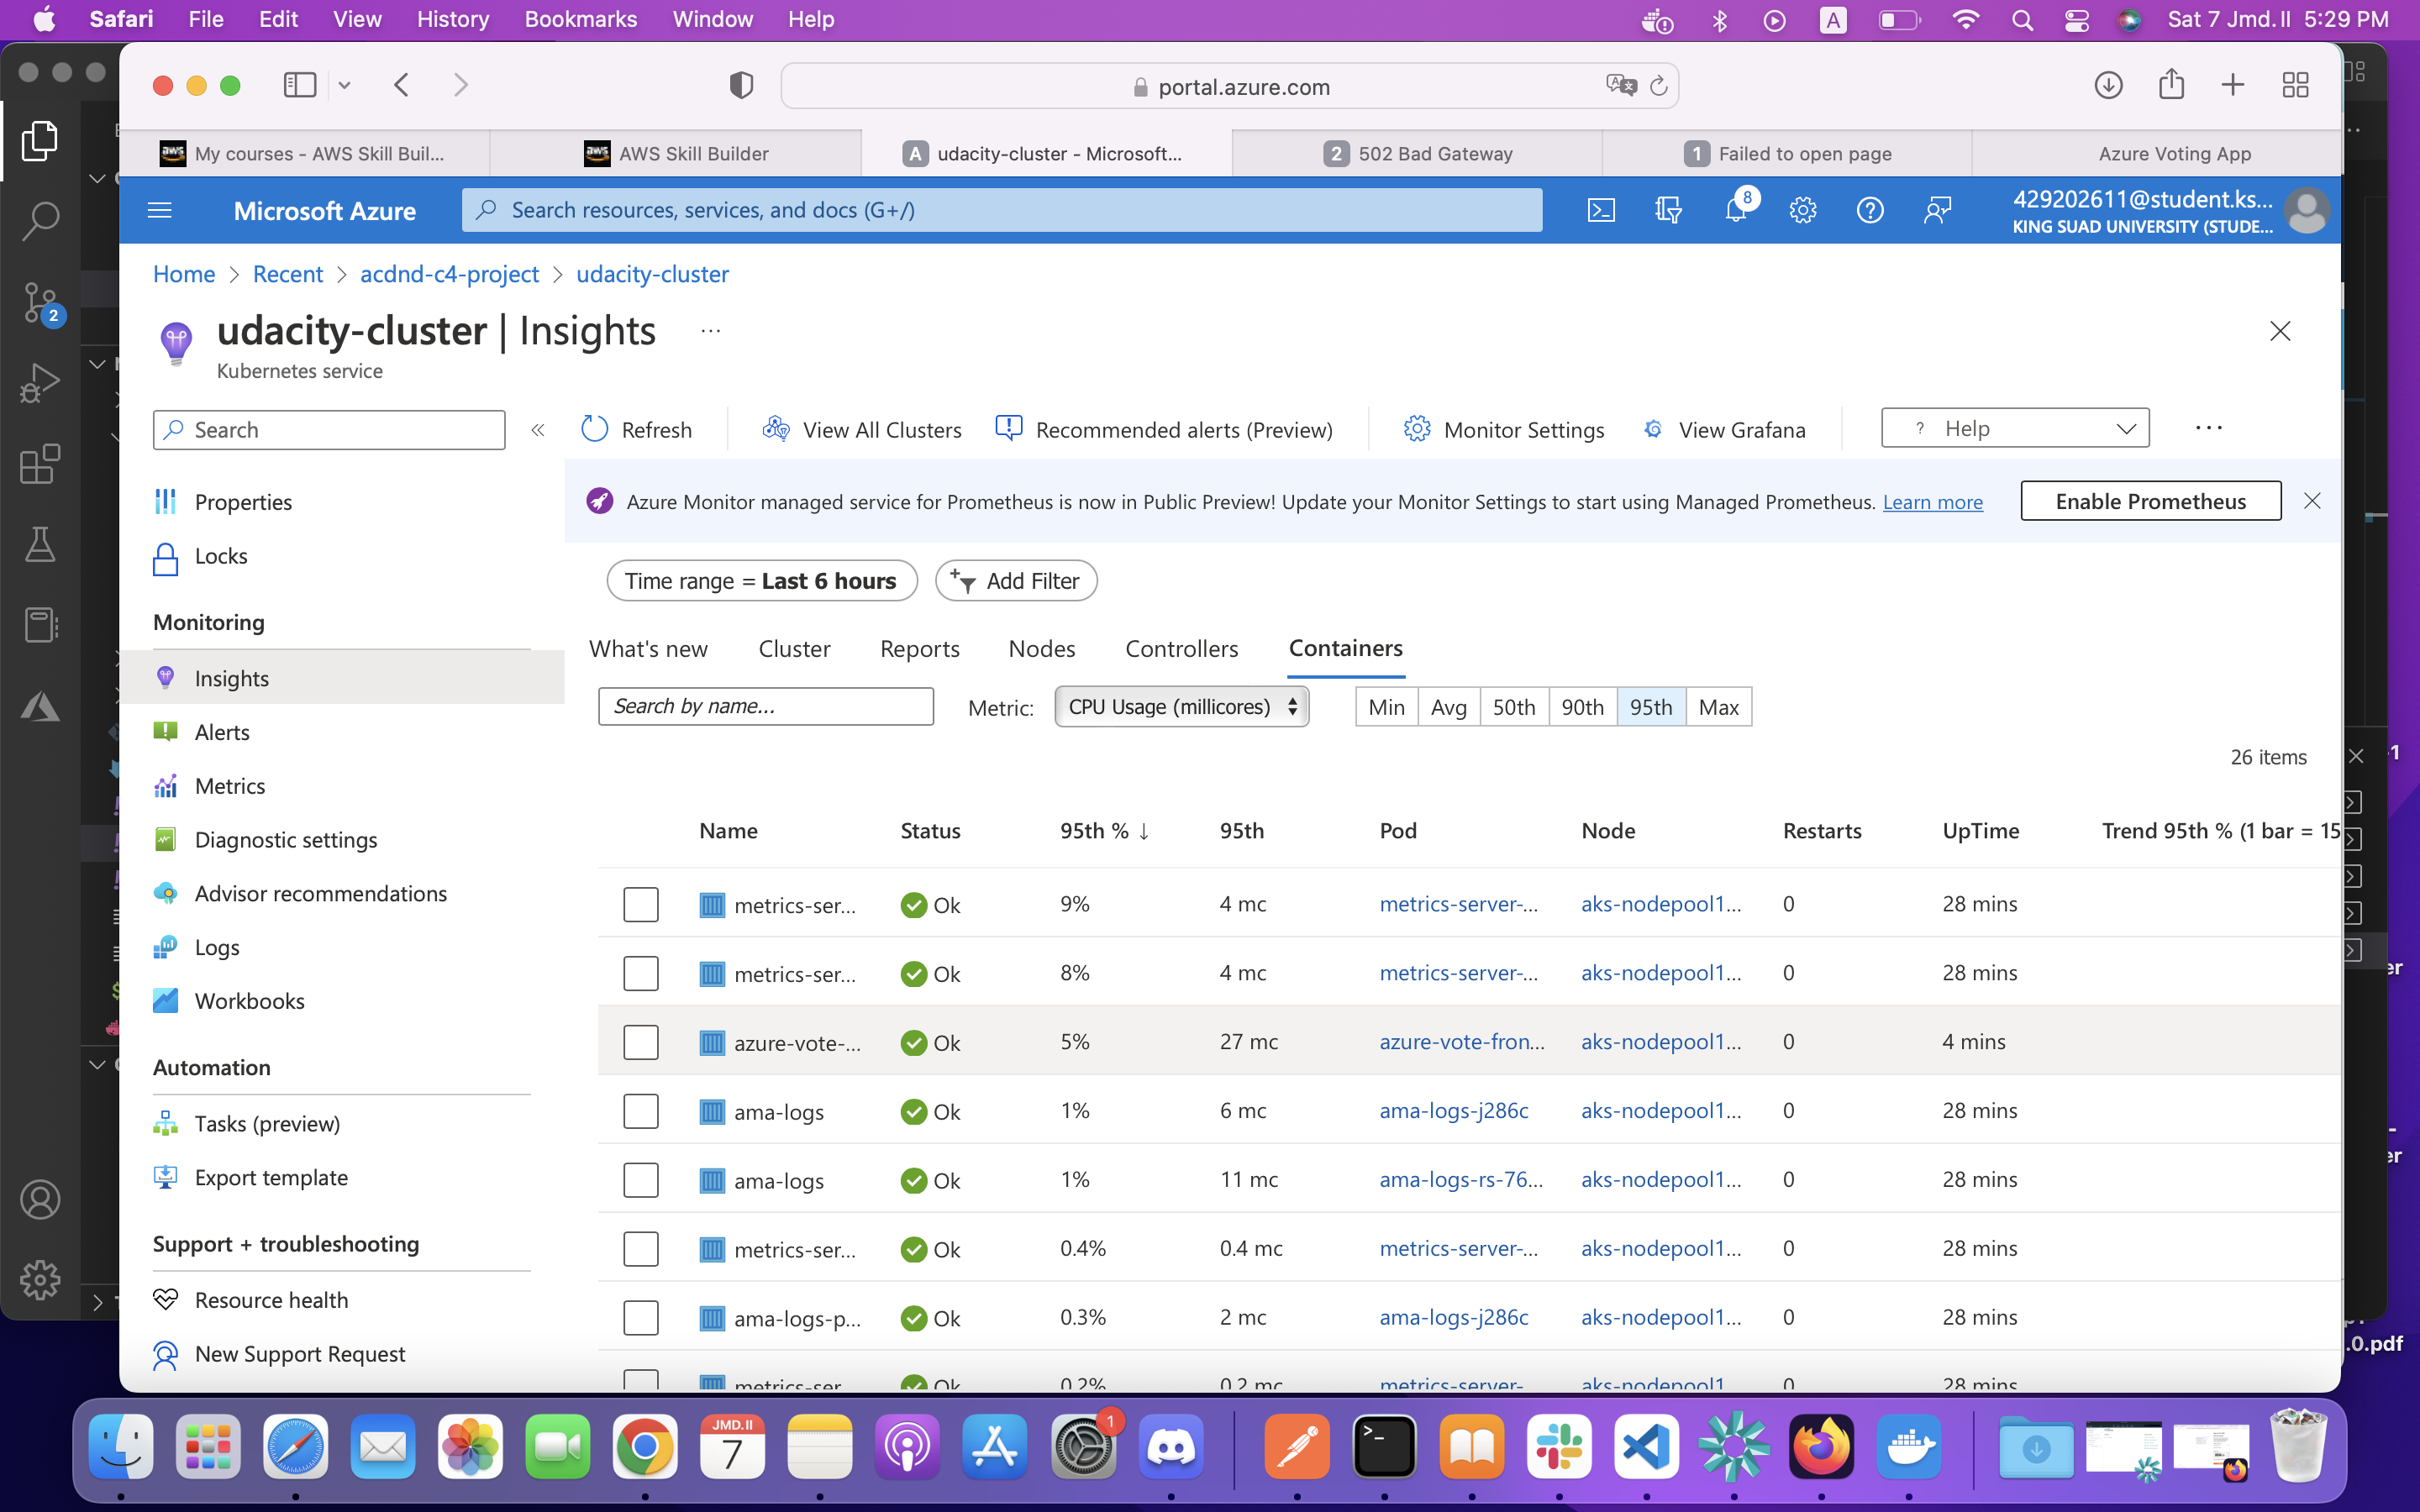 Safari File Edit View History Bookmarks Window Help A Sat 7 Jmd.II 5:29 PM
portal.azure.com
aws My courses - AWS Skill Buil... aws AWS Skill Builder A udacity-cluster - Microsoft... 2 502 Bad Gateway 1 Failed to open page Azure Voting App
Microsoft Azure Search resources, services, and docs (G+/) 8 429202611@student.ks...
KING SUAD UNIVERSITY (STUDE...
Home > Recent > acdnd-c4-project > udacity-cluster
udacity-cluster | Insights ...
Kubernetes service
Search « Refresh View All Clusters Recommended alerts (Preview) Monitor Settings View Grafana ? Help ...
Azure Monitor managed service for Prometheus is now in Public Preview! Update your Monitor Settings to start using Managed Prometheus. Learn more Enable Prometheus
Properties
Locks
Monitoring
Insights
Alerts
Metrics
Diagnostic settings
Advisor recommendations
Logs
Workbooks
Automation
Tasks (preview)
Export template
Support + troubleshooting
Resource health
New Support Request
Time range = Last 6 hours Add Filter
What's new Cluster Reports Nodes Controllers Containers
Search by name... Metric: CPU Usage (millicores) Min Avg 50th 90th 95th Max
26 items
Name Status 95th % ↓ 95th Pod Node Restarts UpTime Trend 95th % (1 bar = 15
metrics-ser... Ok 9% 4 mc metrics-server-... aks-nodepool1... 0 28 mins
metrics-ser... Ok 8% 4 mc metrics-server-... aks-nodepool1... 0 28 mins
azure-vote-... Ok 5% 27 mc azure-vote-fron... aks-nodepool1... 0 4 mins
ama-logs Ok 1% 6 mc ama-logs-j286c aks-nodepool1... 0 28 mins
ama-logs Ok 1% 11 mc ama-logs-rs-76... aks-nodepool1... 0 28 mins
metrics-ser... Ok 0.4% 0.4 mc metrics-server-... aks-nodepool1... 0 28 mins
ama-logs-p... Ok 0.3% 2 mc ama-logs-j286c aks-nodepool1... 0 28 mins
metrics-ser Ok 0.2% 0.2 mc metrics-server- aks-nodepool1 0 28 mins
2
-1
er
er
.0.pdf
JMD.II
7
1